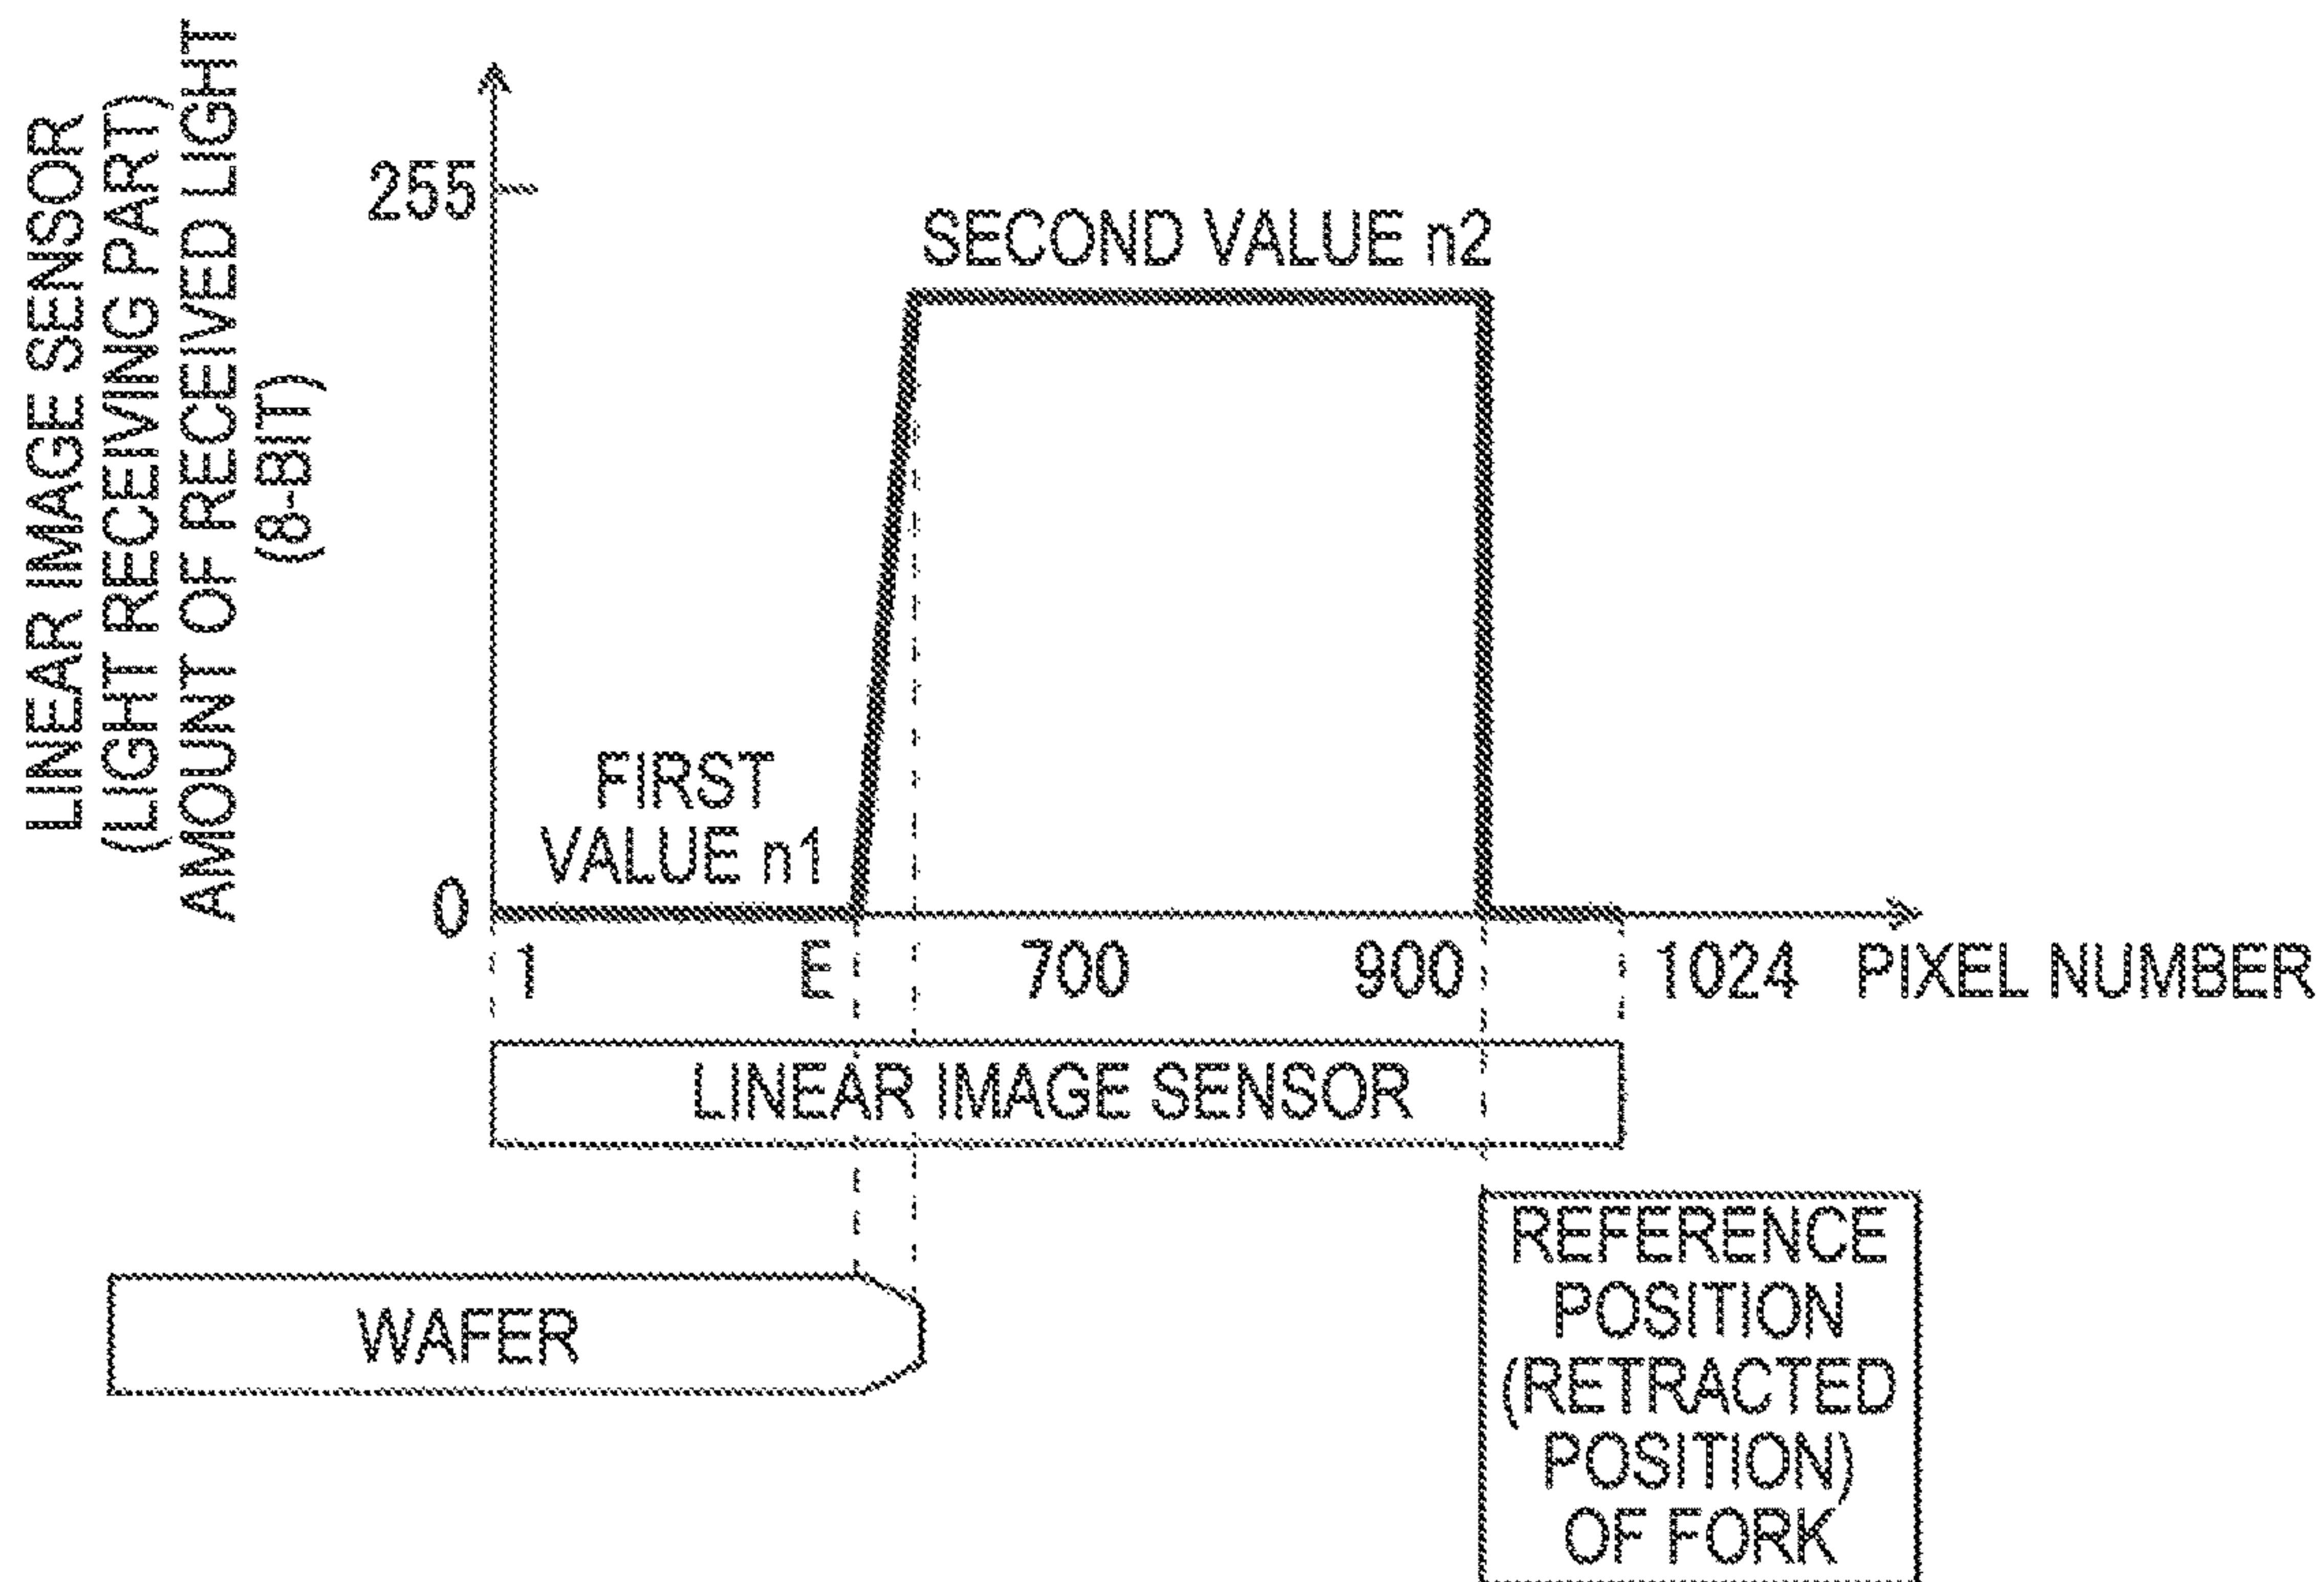 LINEAR IMAGE SENSOR
(LIGHT RECEIVING PART)
AMOUNT OF RECEIVED LIGHT
(8-BIT)
255
SECOND VALUE n2
FIRST
VALUE n1
0
1 E 700 900 1024 PIXEL NUMBER
LINEAR IMAGE SENSOR
WAFER
REFERENCE
POSITION
(RETRACTED
POSITION)
OF FORK